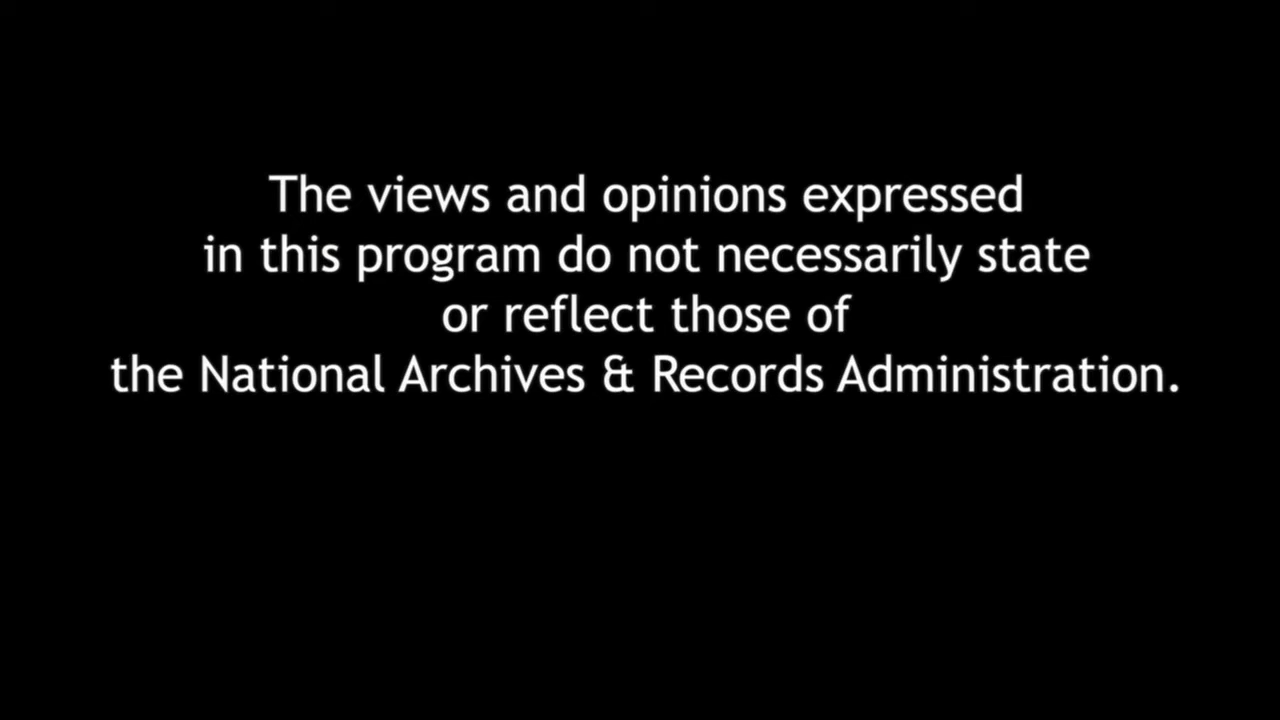 The views and opinions expressed
in this program do not necessarily state
or reflect those of
the National Archives & Records Administration.